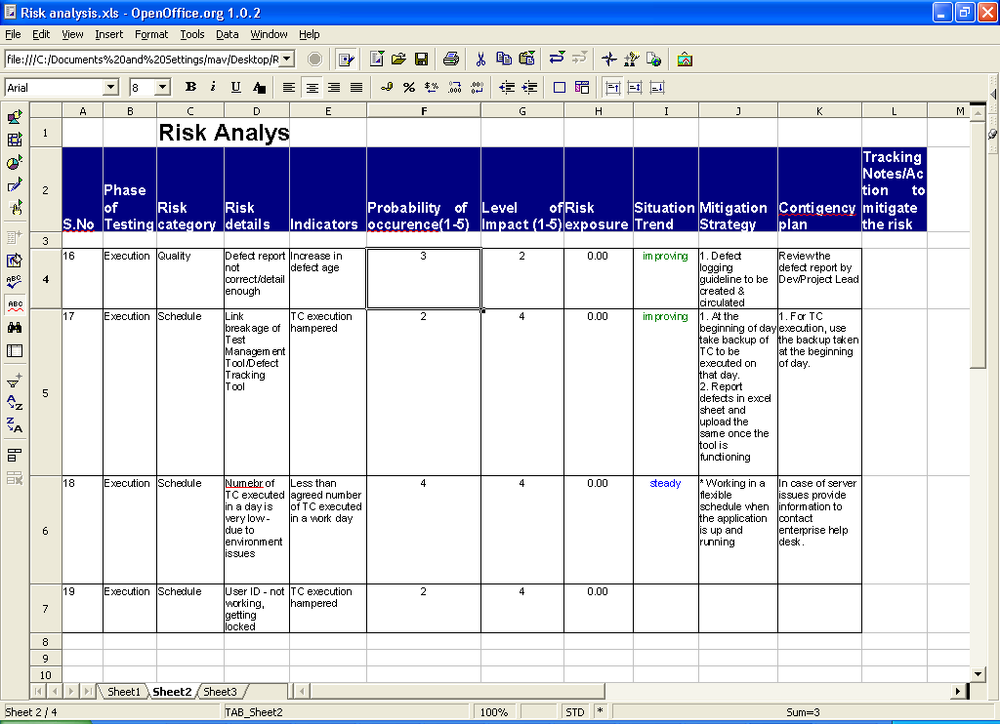 Risk analysis.xls - OpenOffice.org 1.0.2
File Edit View Insert Format Tools Data Window Help
file:///C:/Documents%20and%20Settings/mav/Desktop/R
Arial 8 B i U A
A B C D E F G H I J K L M
1 Risk Analys
2
S.No
Phase
of
Testing
Risk
category
Risk
details
Indicators
Probability of
occurence(1-5)
Level of
Impact (1-5)
Risk
exposure
Situation
Trend
Mitigation
Strategy
Contigency
plan
Tracking
Notes/Ac
tion to
mitigate
the risk
3
4
16
Execution
Quality
Defect report
not
correct/detail
enough
Increase in
defect age
3
2
0.00
improving
1. Defect
logging
guideline to be
created &
circulated
Review the
defect report by
Dev/Project Lead
5
17
Execution
Schedule
Link
breakage of
Test
Management
Tool/Defect
Tracking
Tool
TC execution
hampered
2
4
0.00
improving
1. At the
beginning of day
take backup of
TC to be
executed on
that day.
2. Report
defects in excel
sheet and
upload the
same once the
tool is
functioning
1. For TC
execution, use
the backup taken
at the beginning
of day.
6
18
Execution
Schedule
Numebr of
TC executed
in a day is
very low -
due to
environment
issues
Less than
agreed number
of TC executed
in a work day
4
4
0.00
steady
* Working in a
flexible
schedule when
the application
is up and
running
In case of server
issues provide
information to
contact
enterprise help
desk.
7
19
Execution
Schedule
User ID - not
working,
getting
locked
TC execution
hampered
2
4
0.00
8
9
10
Sheet1 Sheet2 Sheet3
Sheet 2 / 4 TAB_Sheet2 100% STD * Sum=3